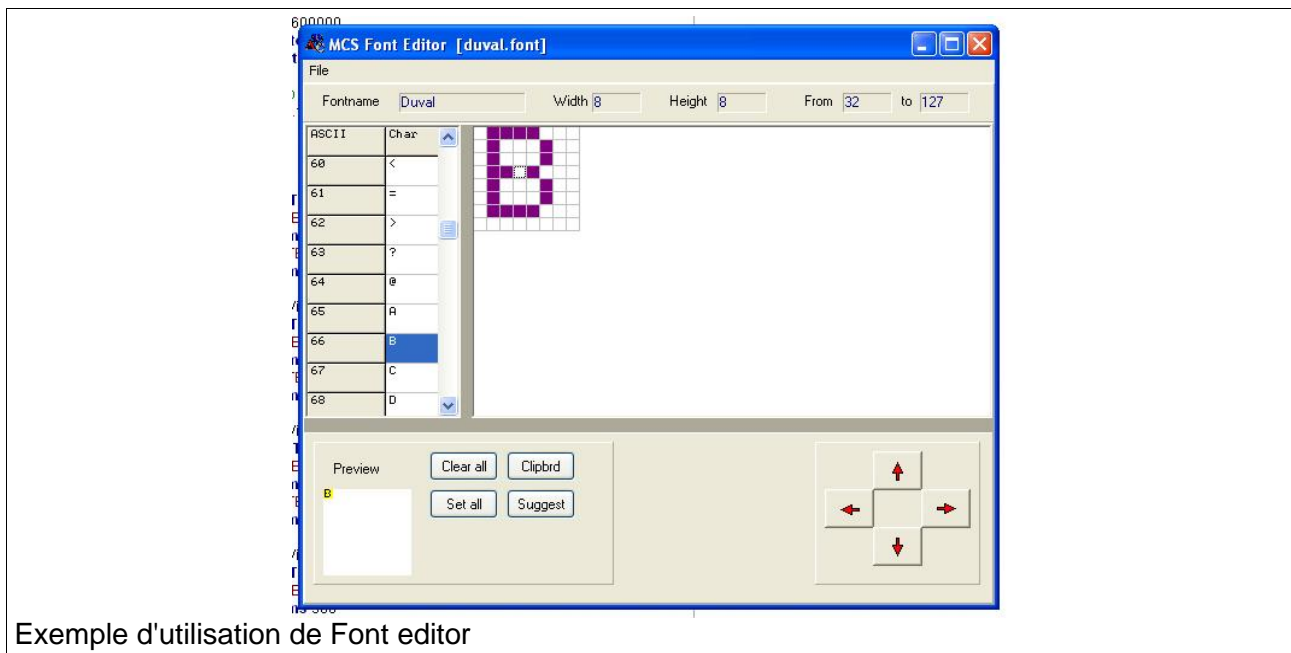 600000
MCS Font Editor [duval.font]
File
Fontname Duval Width 8 Height 8 From 32 to 127
ASCII Char
60 <
61 =
62 >
63 ?
64 @
65 A
66 B
67 C
68 D
Preview Clear all Clipbrd
B
Set all Suggest
Exemple d'utilisation de Font editor